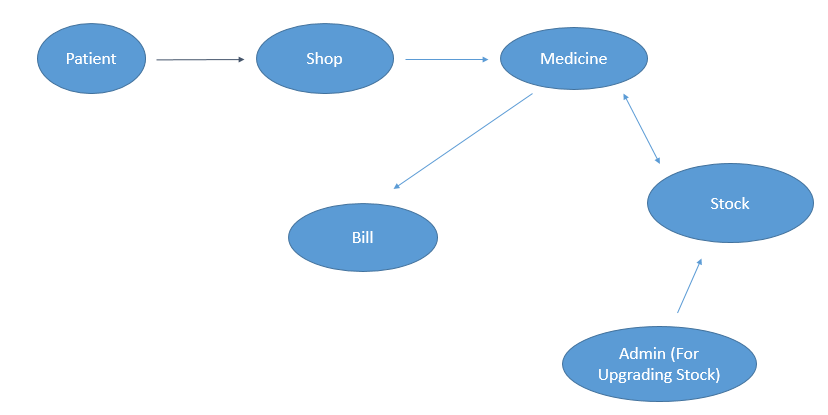 Patient
Shop
Medicine
Stock
Bill
Admin (For
Upgrading Stock)